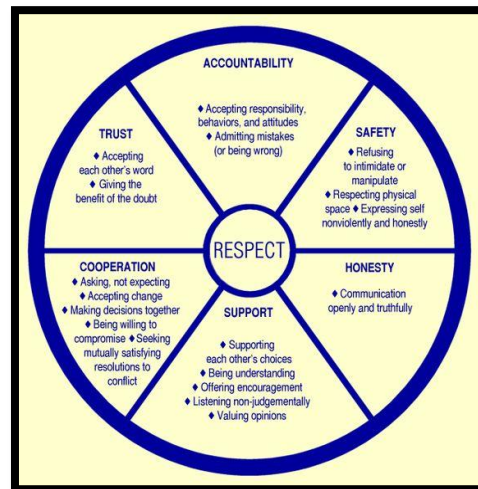 ACCOUNTABILITY
♦ Accepting responsibility,
behaviors, and attitudes
♦ Admitting mistakes
(or being wrong)
SAFETY
♦ Refusing
to intimidate or
manipulate
♦ Respecting physical
space ♦ Expressing self
nonviolently and honestly
HONESTY
♦ Communication
openly and truthfully
SUPPORT
♦ Supporting
each other's choices
♦ Being understanding
♦ Offering encouragement
♦ Listening non-judgementally
♦ Valuing opinions
COOPERATION
♦ Asking, not expecting
♦ Accepting change
♦ Making decisions together
♦ Being willing to
compromise ♦ Seeking
mutually satisfying
resolutions to
conflict
TRUST
♦ Accepting
each other's word
♦ Giving the
benefit of the doubt
RESPECT